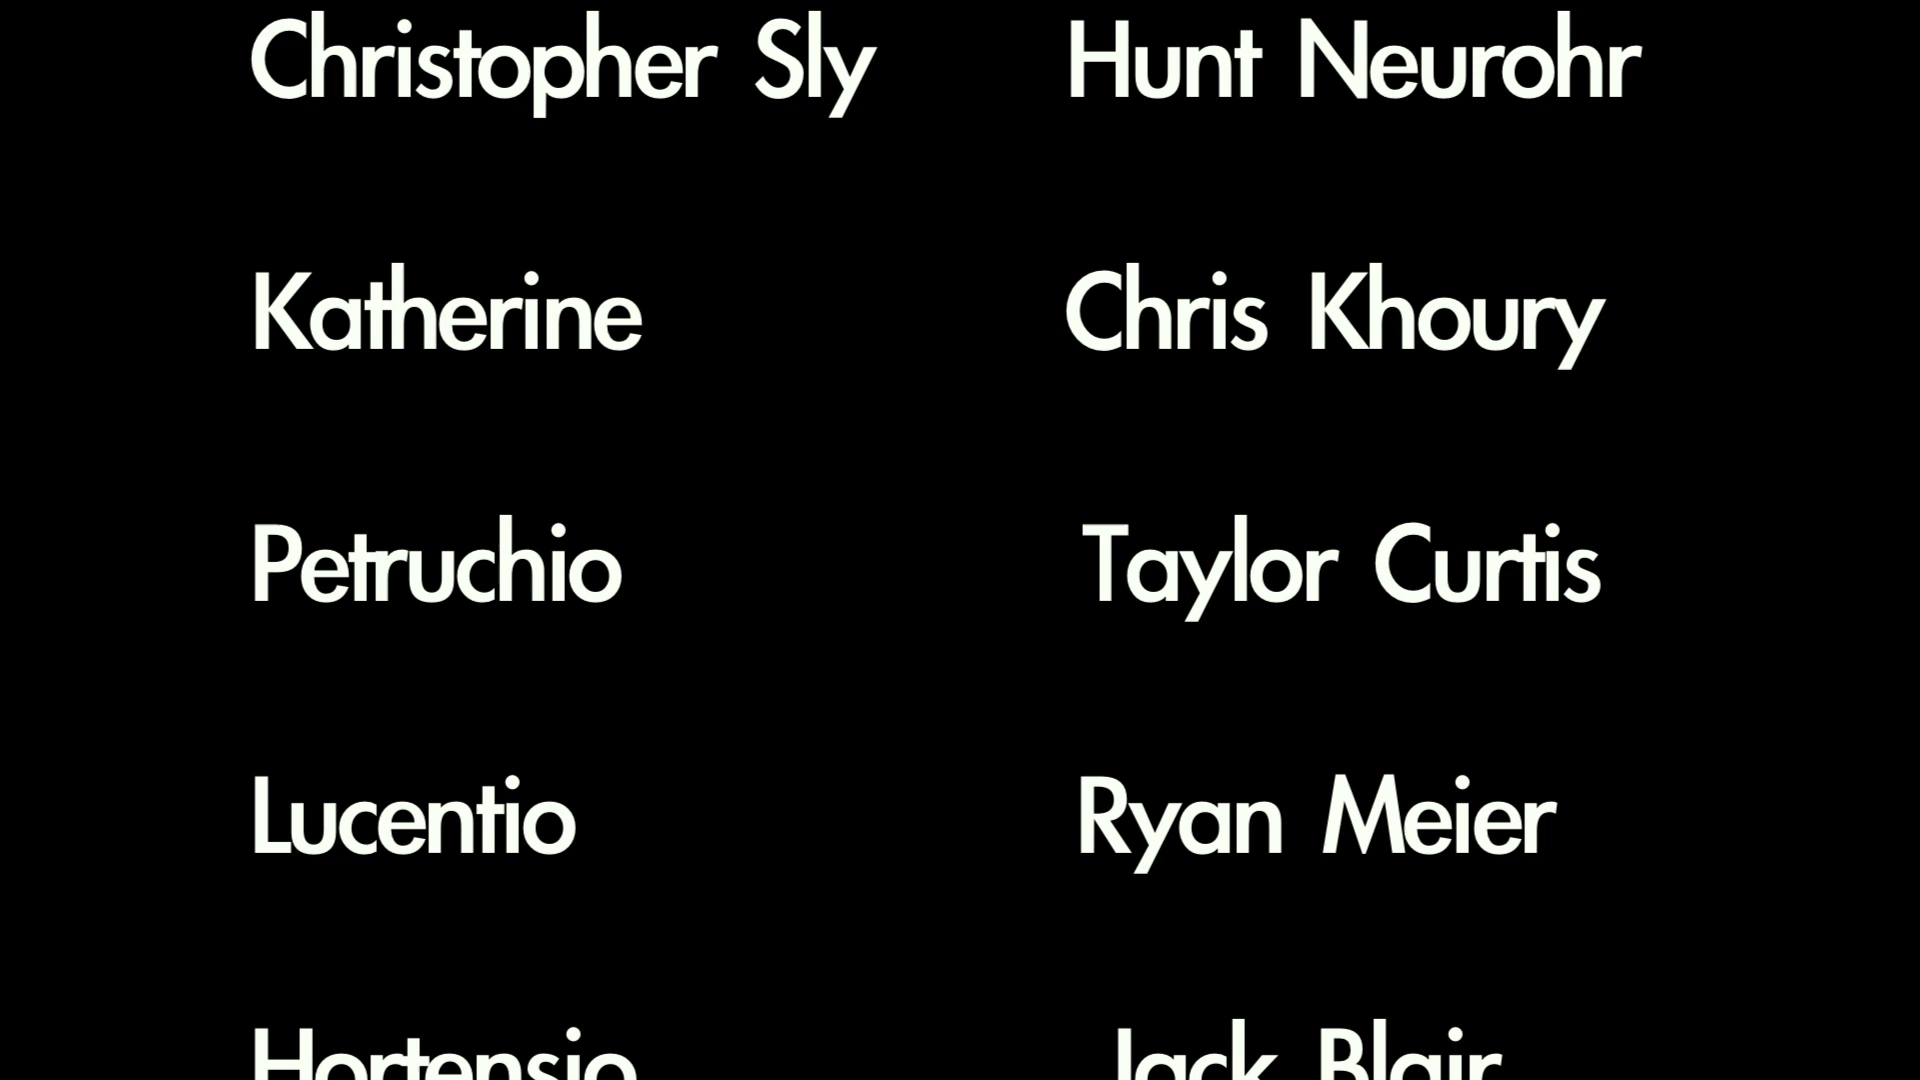 Christopher Sly Hunt Neurohr
Katherine Chris Khoury
Petruchio Taylor Curtis
Lucentio Ryan Meier
Hortensio Jack Blair